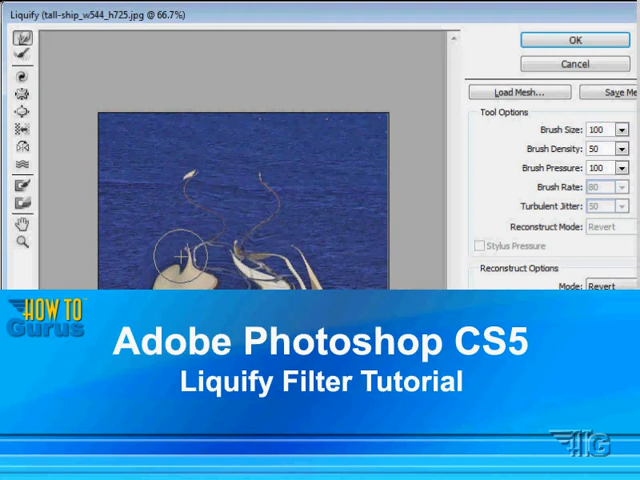 Liquify (tall-ship_w544_h725.jpg @ 66.7%)
OK
Cancel
Load Mesh...
Save Me
Tool Options
Brush Size: 100
Brush Density: 50
Brush Pressure: 100
Brush Rate: 80
Turbulent Jitter: 50
Reconstruct Mode: Revert
Stylus Pressure
Reconstruct Options
Mode: Revert
HOW TO
Gurus
Adobe Photoshop CS5
Liquify Filter Tutorial
HG